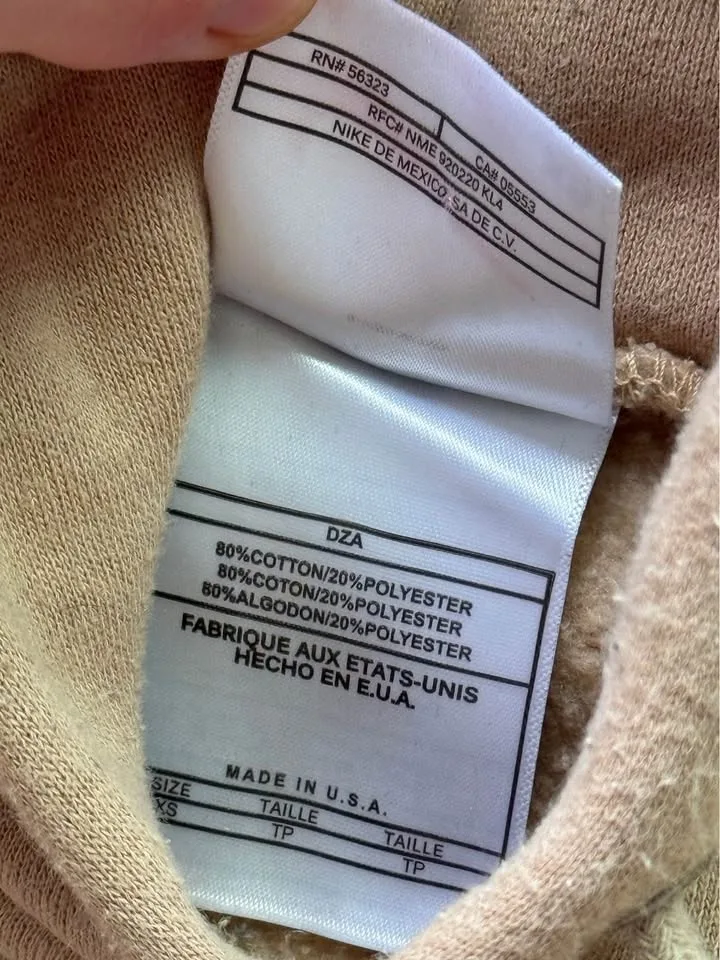 RN# 56323
CA# 05553
RFC# NME 920220 KL4
NIKE DE MEXICO SA DE C.V.
DZA
80%COTTON/20%POLYESTER
80%COTON/20%POLYESTER
80%ALGODON/20%POLYESTER
FABRIQUE AUX ETATS-UNIS
HECHO EN E.U.A.
MADE IN U.S.A.
SIZE TAILLE TAILLE
XS TP TP